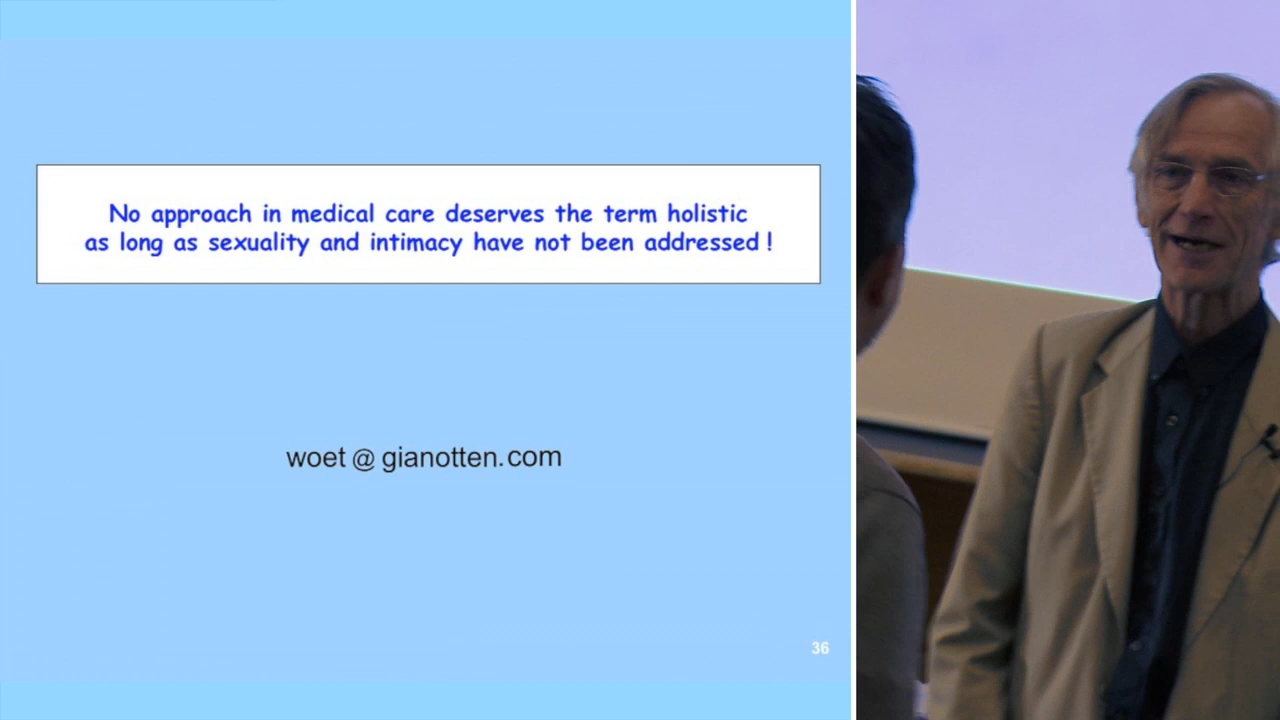 No approach in medical care deserves the term holistic
as long as sexuality and intimacy have not been addressed !
woet @ gianotten.com
36